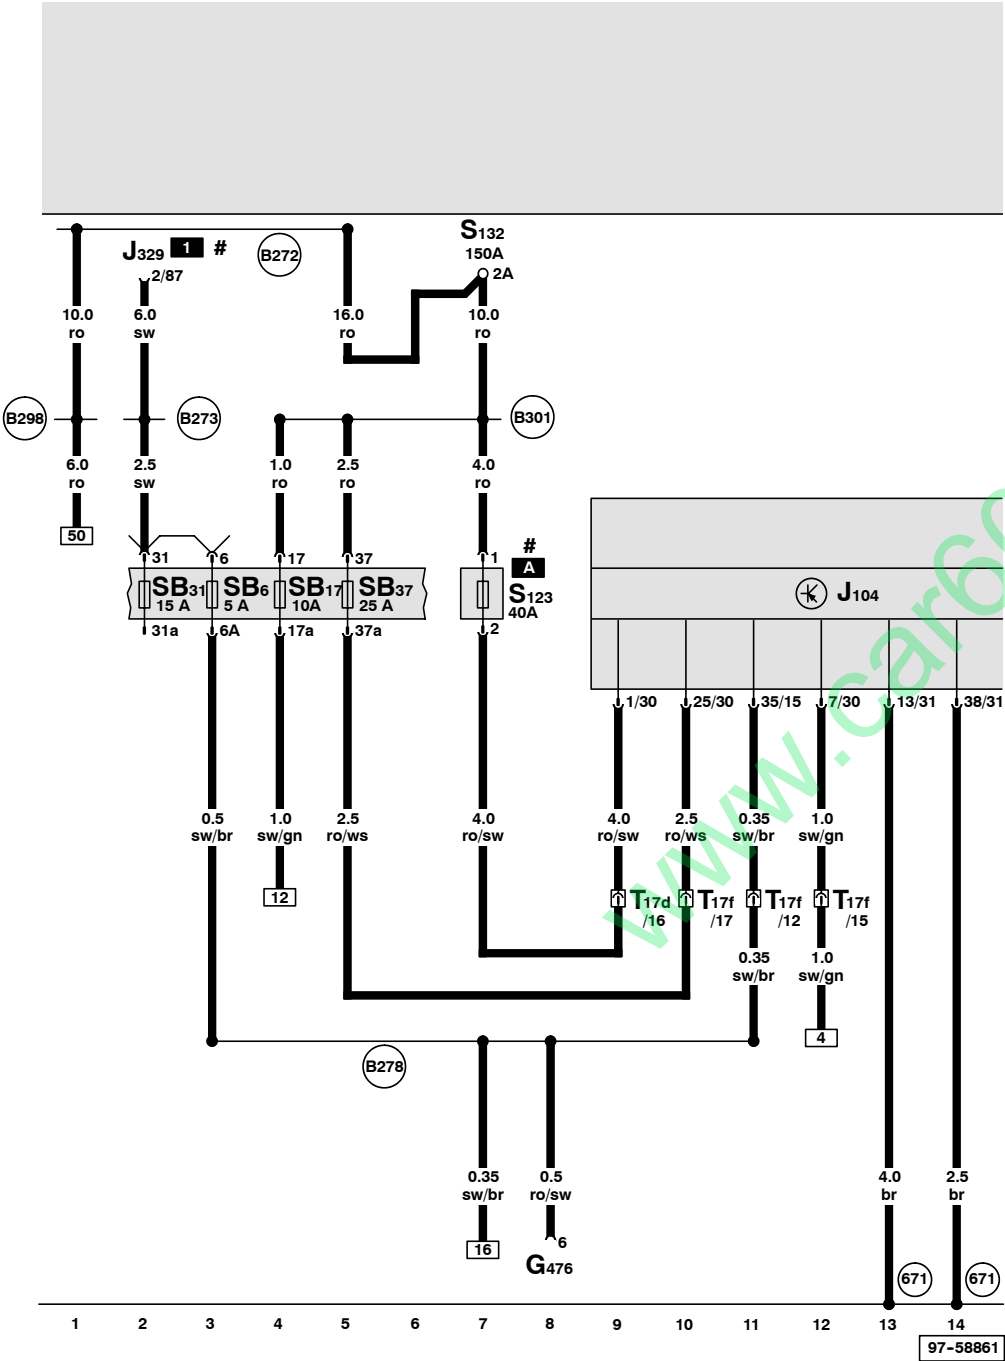 S132
150A
2A
J329 1 #
2/87
B272
10.0
ro
6.0
sw
16.0
ro
10.0
ro
B298
B273
B301
6.0
ro
2.5
sw
1.0
ro
2.5
ro
4.0
ro
50
31
6
17
37
1
#
A
SB31
15 A
SB6
5 A
SB17
10A
SB37
25 A
S123
40A
31a
6A
17a
37a
2
J104
1/30
25/30
35/15
7/30
13/31
38/31
0.5
sw/br
1.0
sw/gn
2.5
ro/ws
4.0
ro/sw
4.0
ro/sw
2.5
ro/ws
0.35
sw/br
1.0
sw/gn
12
T17d
/16
T17f
/17
T17f
/12
T17f
/15
0.35
sw/br
1.0
sw/gn
4
B278
0.35
sw/br
0.5
ro/sw
4.0
br
2.5
br
16
6
G476
671
671
1 2 3 4 5 6 7 8 9 10 11 12 13 14
97-58861